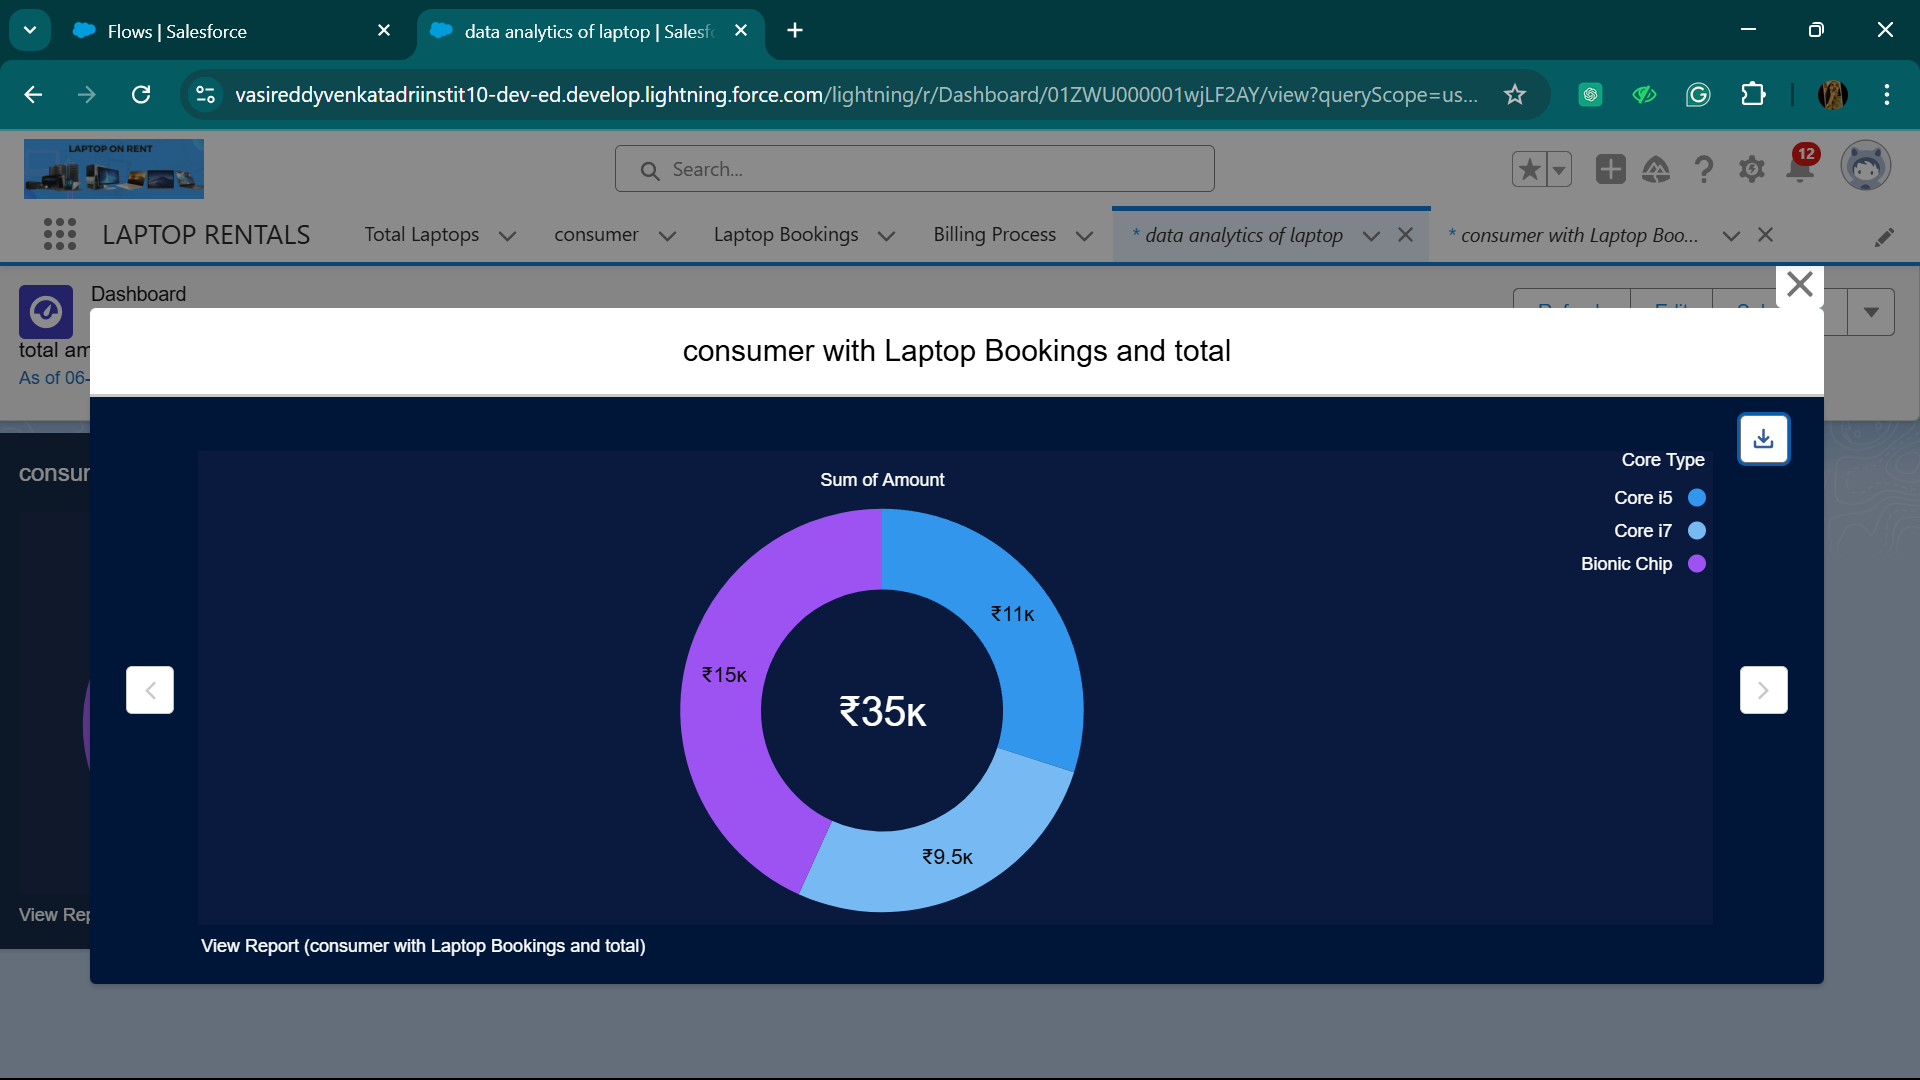 Flows | Salesforce
data analytics of laptop | Salesfo
vasireddyvenkatadriinstit10-dev-ed.develop.lightning.force.com/lightning/r/Dashboard/01ZWU000001wjLF2AY/view?queryScope=us...
LAPTOP ON RENT
Search...
12
LAPTOP RENTALS
Total Laptops
consumer
Laptop Bookings
Billing Process
* data analytics of laptop
* consumer with Laptop Boo...
Dashboard
total am
As of 06-
consumer with Laptop Bookings and total
consur
Sum of Amount
Core Type
Core i5
Core i7
Bionic Chip
₹11K
₹15K
₹35K
₹9.5K
View Rep
View Report (consumer with Laptop Bookings and total)